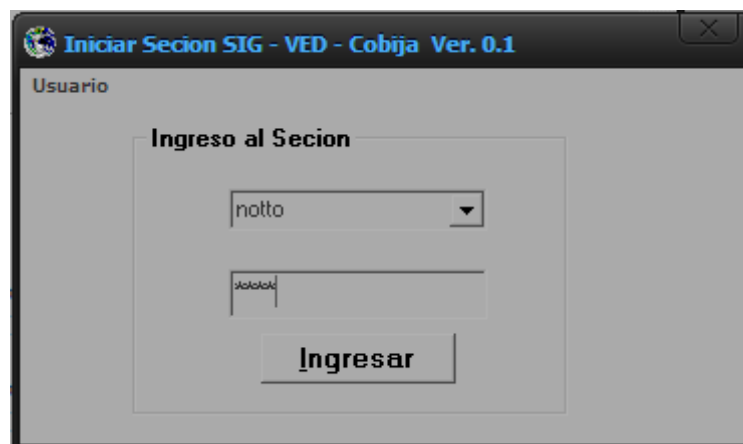 Iniciar Secion SIG - VED - Cobija Ver. 0.1
Usuario
Ingreso al Secion
notto
****
Ingresar